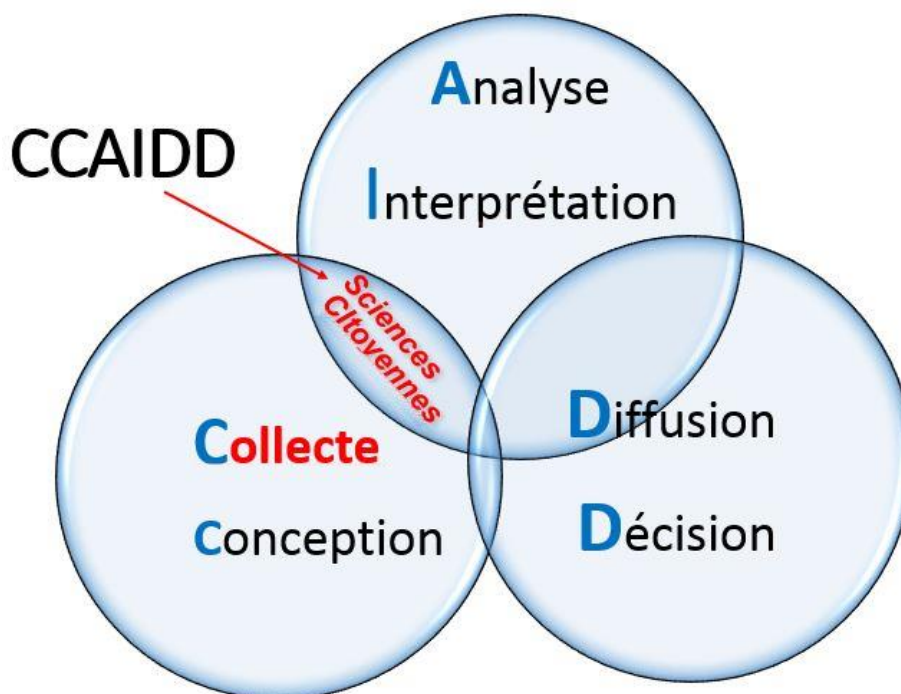 Analyse
CCAIDD
Interprétation
Sciences
CItoyennes
Collecte
Diffusion
Conception
Décision